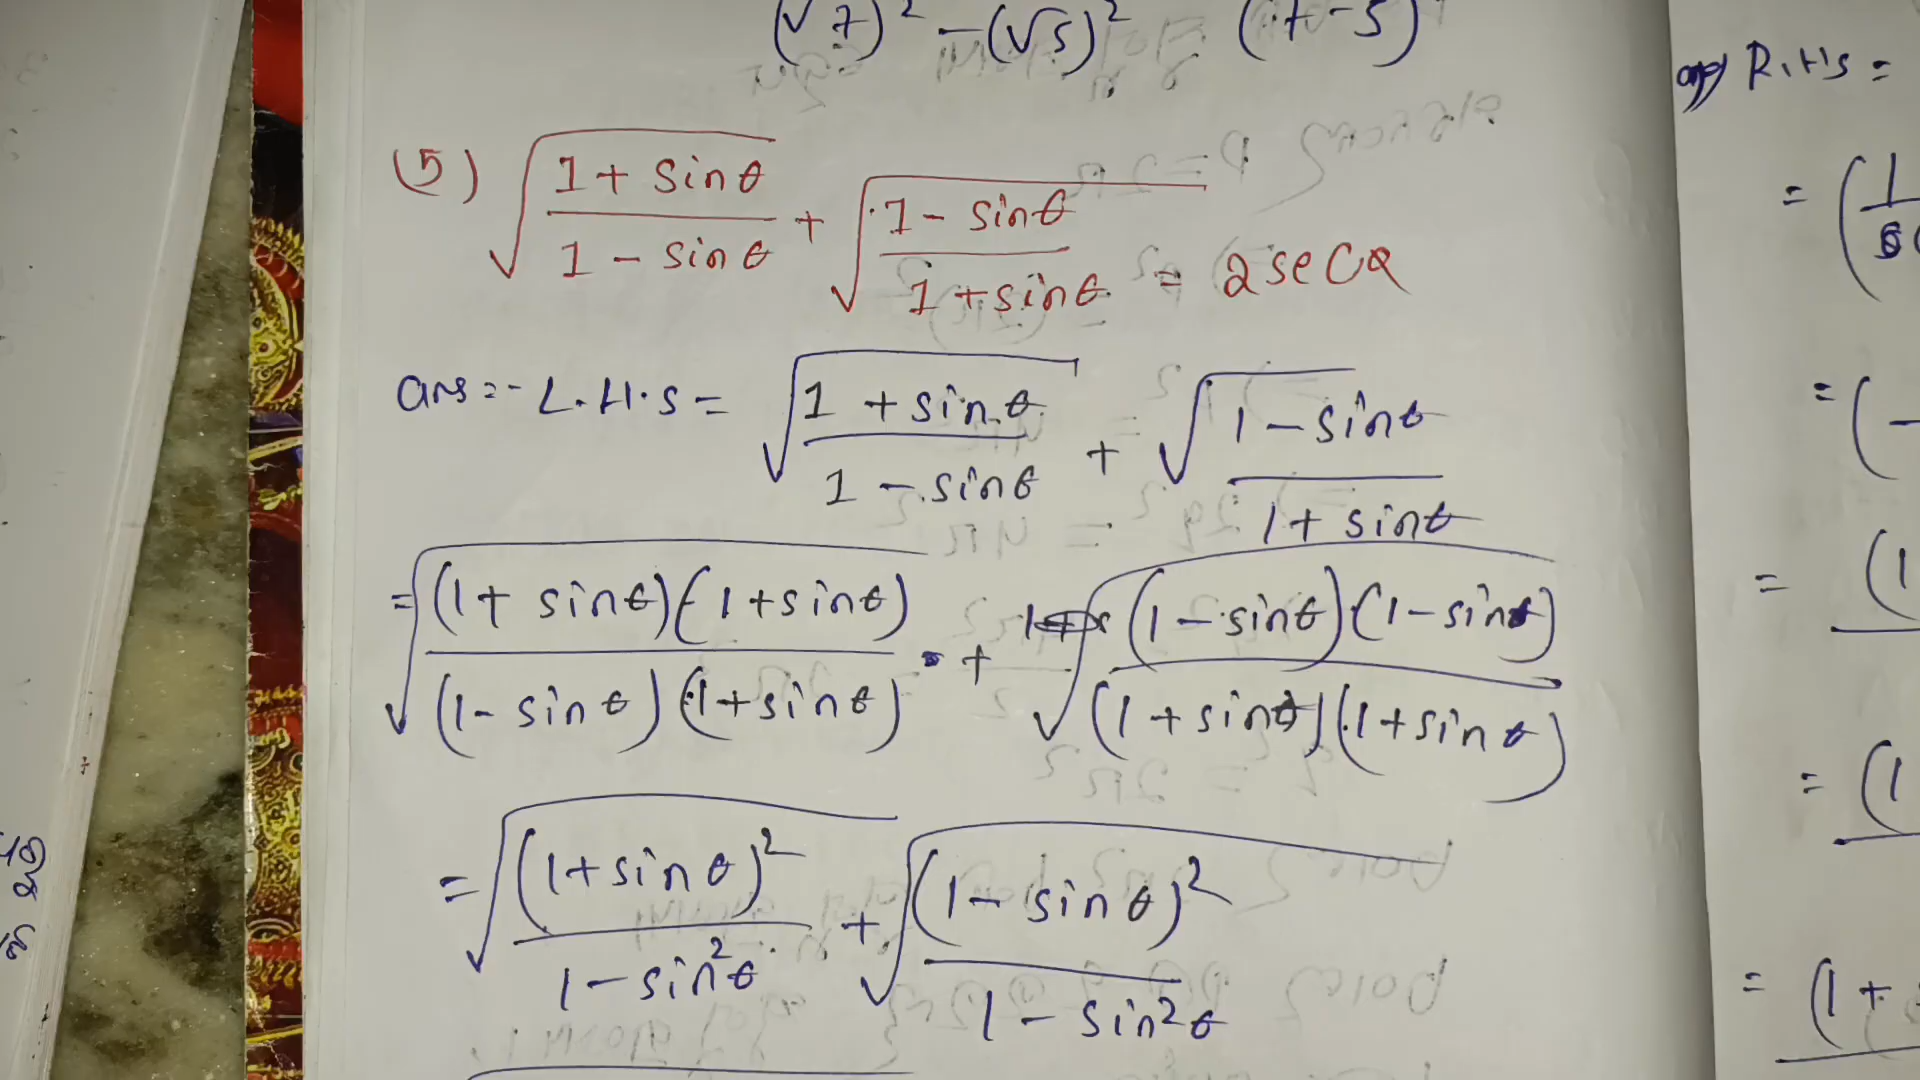 (√7)² - (√5)² (7-5)
(5) √(1+sinθ / 1-sinθ) + √(1-sinθ / 1+sinθ) = 2secQ
ans:- L.H.S = √(1+sinθ / 1-sinθ) + √(1-sinθ / 1+sinθ)
= √((1+sinθ)(1+sinθ) / (1-sinθ)(1+sinθ)) + √((1-sinθ)(1-sinθ) / (1+sinθ)(1+sinθ))
= √((1+sinθ)² / 1-sin²θ) + √((1-sinθ)² / 1-sin²θ)
R.H.S =
= (1
= (-
= (1
= (1
= (1+